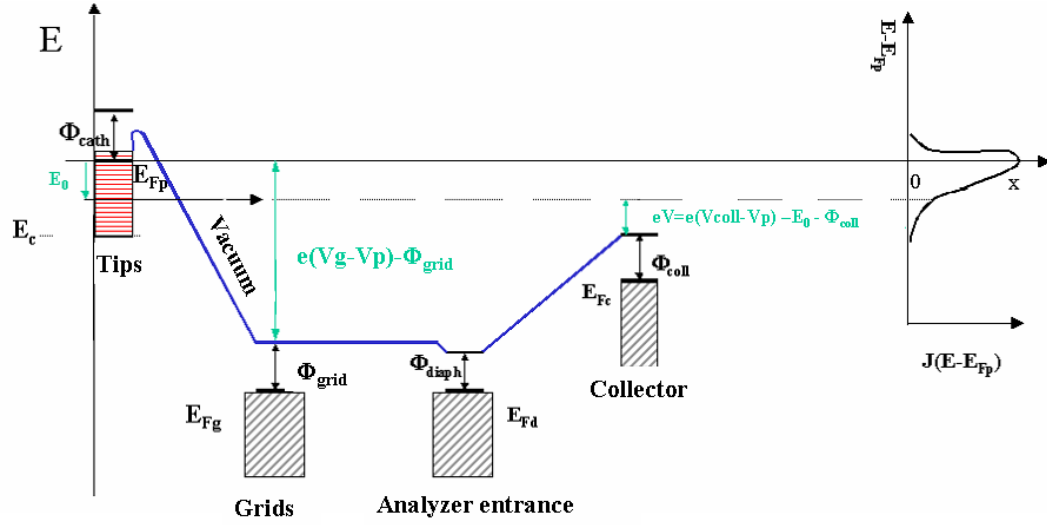 E
Φcath
EFp
E0
Ec
Tips
Vacuum
e(Vg-Vp)-Φgrid
Φgrid
EFg
Grids
Φdiaph
EFd
Analyzer entrance
eV=e(Vcoll-Vp) –E0 - Φcoll
Φcoll
EFc
Collector
E-EFp
0
x
J(E-EFp)